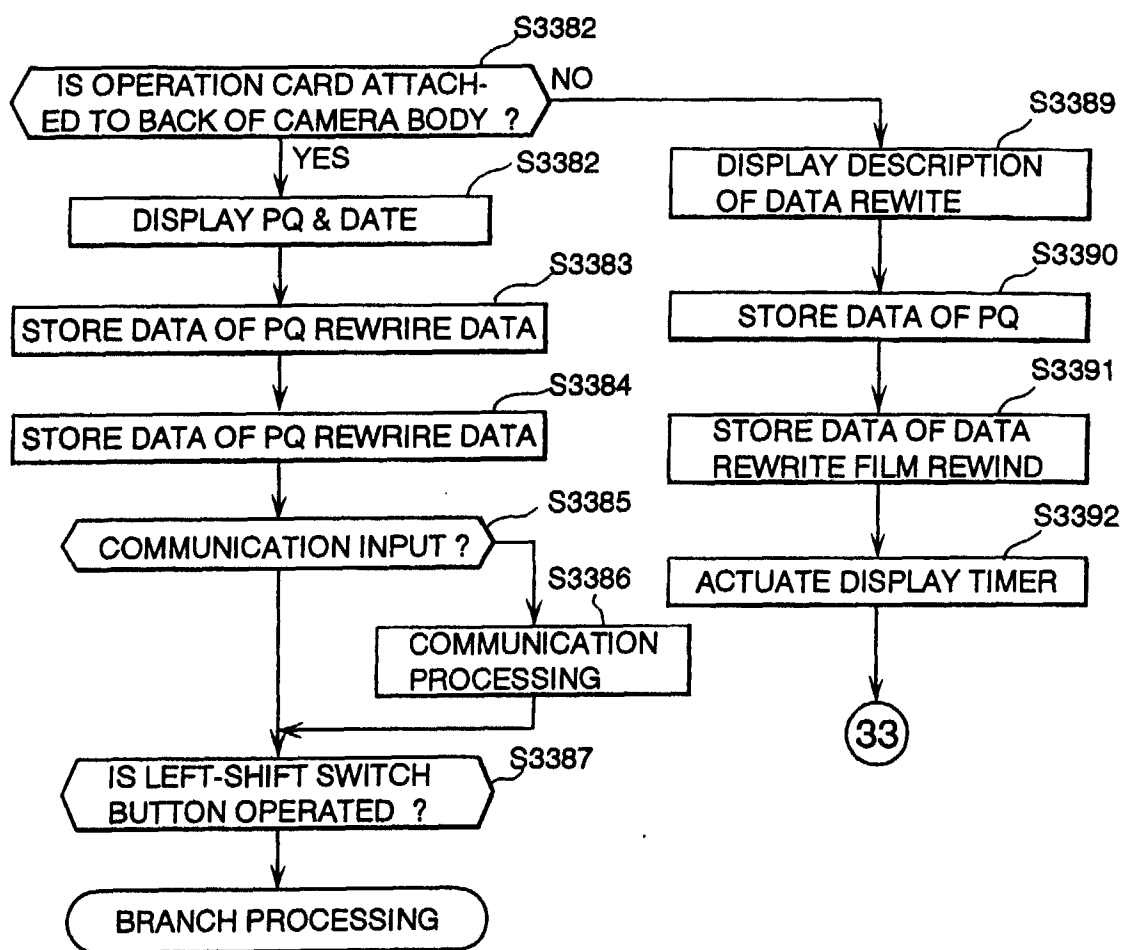 S3382
IS OPERATION CARD ATTACH-
ED TO BACK OF CAMERA BODY ?
NO
YES
S3382
DISPLAY PQ & DATE
S3383
STORE DATA OF PQ REWRIRE DATA
S3384
STORE DATA OF PQ REWRIRE DATA
S3385
COMMUNICATION INPUT ?
S3386
COMMUNICATION
PROCESSING
S3387
IS LEFT-SHIFT SWITCH
BUTTON OPERATED ?
BRANCH PROCESSING
S3389
DISPLAY DESCRIPTION
OF DATA REWITE
S3390
STORE DATA OF PQ
S3391
STORE DATA OF DATA
REWRITE FILM REWIND
S3392
ACTUATE DISPLAY TIMER
33